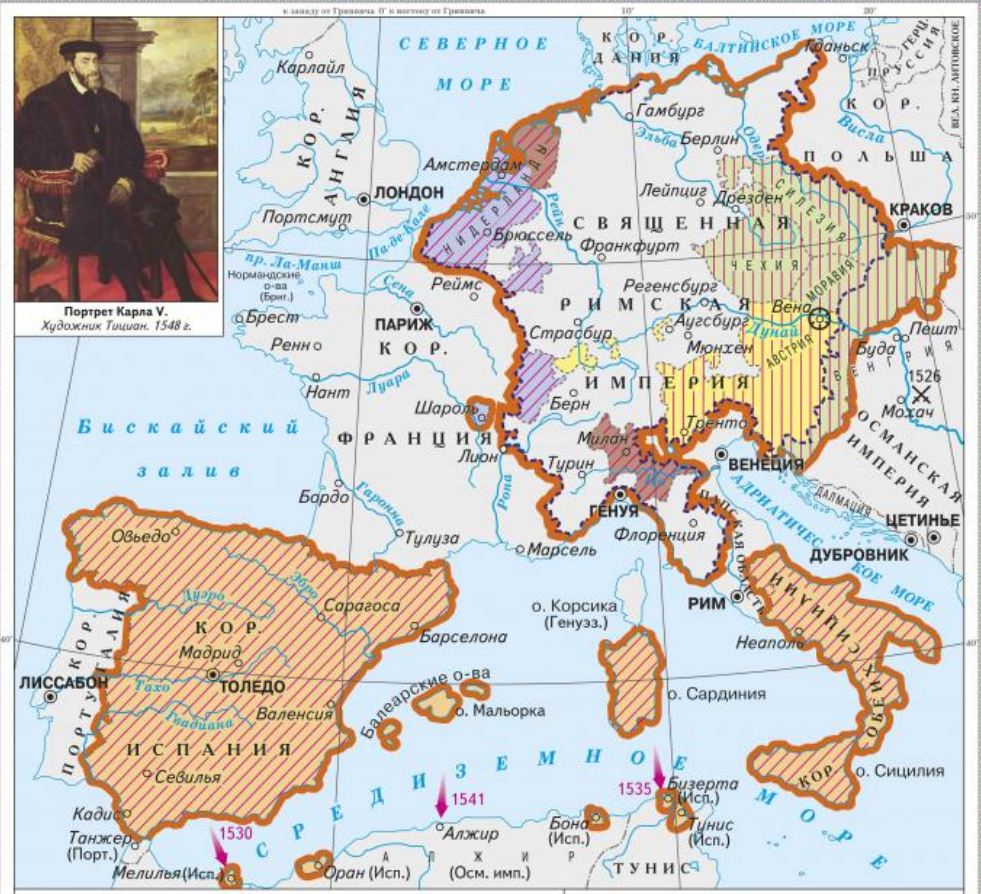 к западу от Гринвича 0° к востоку от Гринвича
10°
20°
СЕВЕРНОЕ
МОРЕ
КОР.
ДАНИЯ
БАЛТИЙСКОЕ МОРЕ
Гданьск
ГЕРЦ.
ПРУССИЯ
ВЕЛ. КН. ЛИТОВСКОЕ
Карлайл
КОР.
АНГЛИЯ
Гамбург
Эльба
Берлин
Одер
КОР.
Висла
ПОЛЬША
Амстердам
НИДЕРЛАНДЫ
Рейн
Лейпциг
Дрезден
СИЛЕЗИЯ
ЛОНДОН
Портсмут
Па-де-Кале
Брюссель
СВЯЩЕННАЯ
КРАКОВ
50°
Франкфурт
ЧЕХИЯ
МОРАВИЯ
пр. Ла-Манш
Нормандские
о-ва
(Брит.)
Портрет Карла V.
Художник Тициан. 1548 г.
Сена
Реймс
Регенсбург
РИМСКАЯ
Вена
Брест
ПАРИЖ
Страсбур
Аугсбург
Дунай
Пешт
Ренн
КОР.
Мюнхен
АВСТРИЯ
Буда
ВЕНГРИЯ
Нант
Луара
ИМПЕРИЯ
1526
Мохач
Шароль
Берн
Тренто
ОСМАНСКАЯ
ИМПЕРИЯ
Бискайский
залив
ФРАНЦИЯ
Лион
Милан
Турин
По
ВЕНЕЦИЯ
Бордо
Гаронна
Рона
ГЕНУЯ
ПАПСКАЯ ОБЛАСТЬ
АДРИАТИЧЕСКОЕ МОРЕ
ДАЛМАЦИЯ
ЦЕТИНЬЕ
Овьедо
Тулуза
Марсель
Флоренция
ДУБРОВНИК
Эбро
Дуэро
Сарагоса
о. Корсика
(Генуэз.)
РИМ
КОР.
Барселона
Неаполь
КОР. ОБЕИХ СИЦИЛИЙ
40°
40°
КОР.
ПОРТУГАЛИЯ
Мадрид
ЛИССАБОН
Тахо
ТОЛЕДО
Балеарские о-ва
о. Мальорка
о. Сардиния
Валенсия
Гвадиана
ИСПАНИЯ
Севилья
о. Сицилия
СРЕДИЗЕМНОЕ
МОРЕ
Кадис
1541
1535
Бизерта
(Исп.)
Танжер
(Порт.)
1530
Алжир
Бона
(Исп.)
Тунис
(Исп.)
Мелилья(Исп.)
Оран (Исп.)
АЛЖИР
(Осм. имп.)
ТУНИС